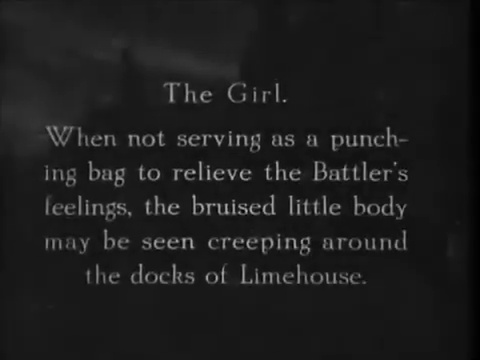 The Girl.
When not serving as a punch-
ing bag to relieve the Battler's
feelings, the bruised little body
may be seen creeping around
the docks of Limehouse.